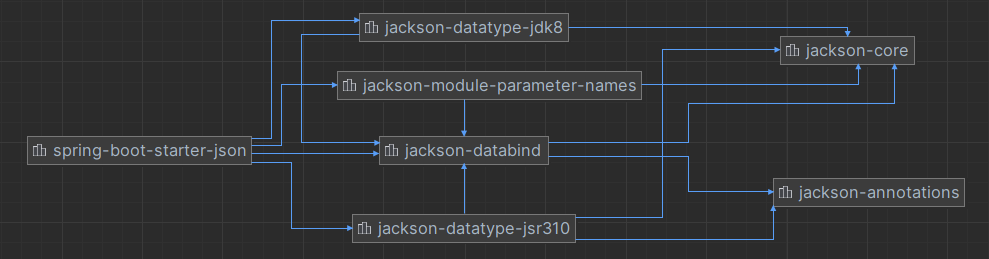 jackson-datatype-jdk8
jackson-core
jackson-module-parameter-names
spring-boot-starter-json
jackson-databind
jackson-annotations
jackson-datatype-jsr310